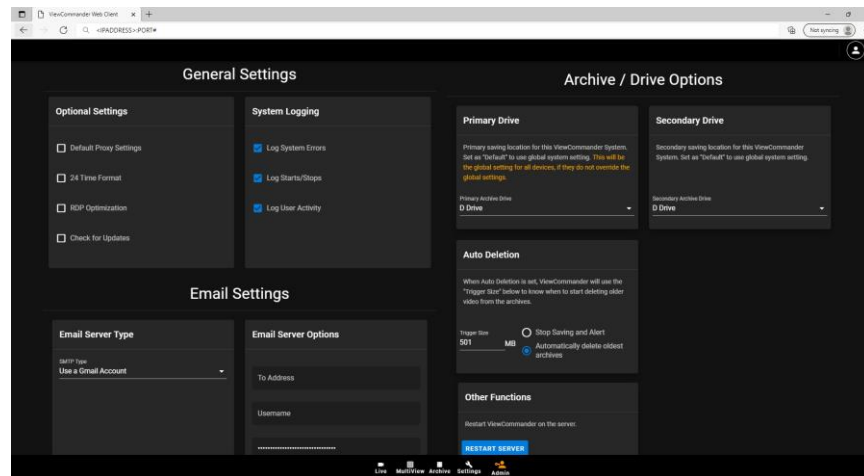 ViewCommander Web Client
<IPADDRESS>:PORT#
Not syncing
General Settings
Optional Settings
Default Proxy Settings
24 Time Format
RDP Optimization
Check for Updates
System Logging
Log System Errors
Log Starts/Stops
Log User Activity
Email Settings
Email Server Type
SMTP Type
Use a Gmail Account
Email Server Options
To Address
Username
Archive / Drive Options
Primary Drive
Primary saving location for this ViewCommander System.
Set as "Default" to use global system setting. This will be
the global setting for all devices, if they do not override the
global settings.
Primary Archive Drive
D Drive
Secondary Drive
Secondary saving location for this ViewCommander
System. Set as "Default" to use global system setting.
Secondary Archive Drive
D Drive
Auto Deletion
When Auto Deletion is set, ViewCommander will use the
"Trigger Size" below to know when to start deleting older
video from the archives.
Trigger Size
501 MB
Stop Saving and Alert
Automatically delete oldest
archives
Other Functions
Restart ViewCommander on the server.
RESTART SERVER
Live MultiView Archive Settings Admin